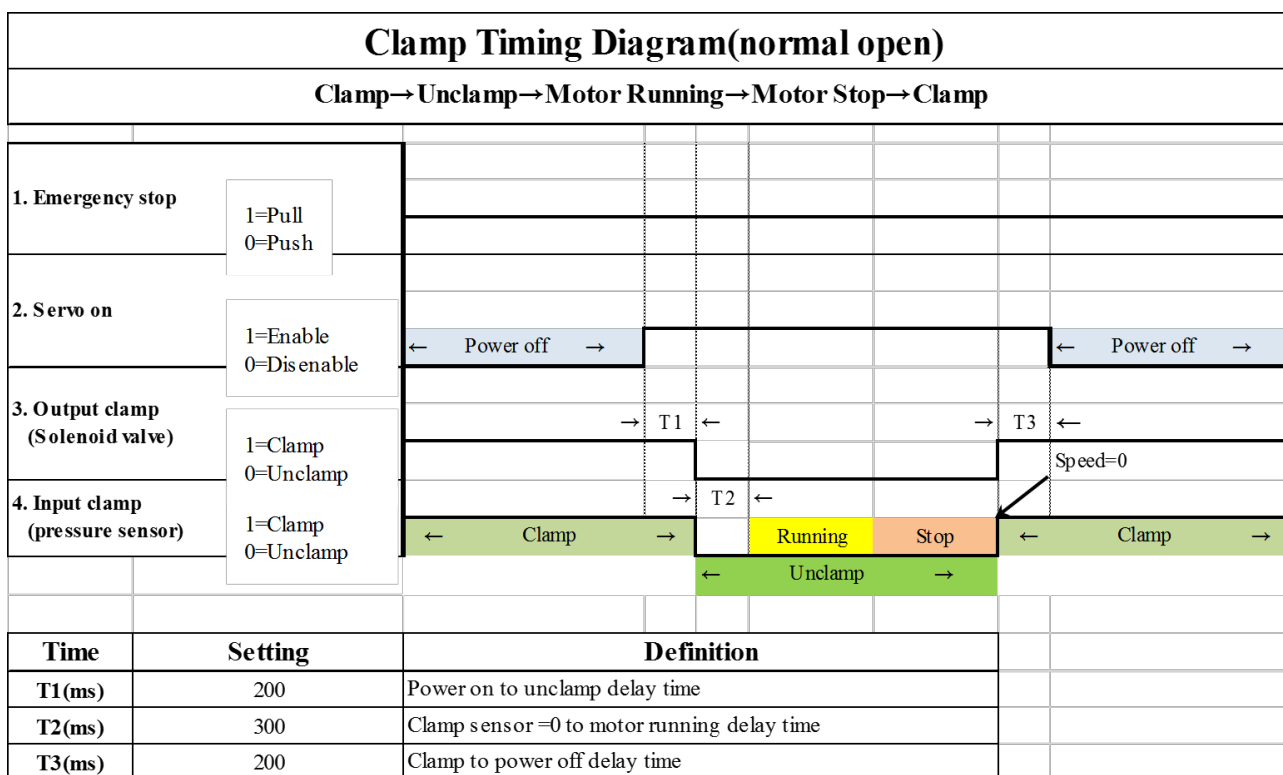 Clamp Timing Diagram(normal open)
Clamp→Unclamp→Motor Running→Motor Stop→Clamp
1. Emergency stop
1=Pull
0=Push
2. Servo on
1=Enable
0=Disenable
← Power off →
← Power off →
3. Output clamp
(Solenoid valve)
1=Clamp
0=Unclamp
→ T1 ←
→ T3 ←
Speed=0
4. Input clamp
(pressure sensor)
1=Clamp
0=Unclamp
→ T2 ←
← Clamp →
Running
Stop
← Clamp →
← Unclamp →
Time Setting Definition
T1(ms) 200 Power on to unclamp delay time
T2(ms) 300 Clamp sensor =0 to motor running delay time
T3(ms) 200 Clamp to power off delay time